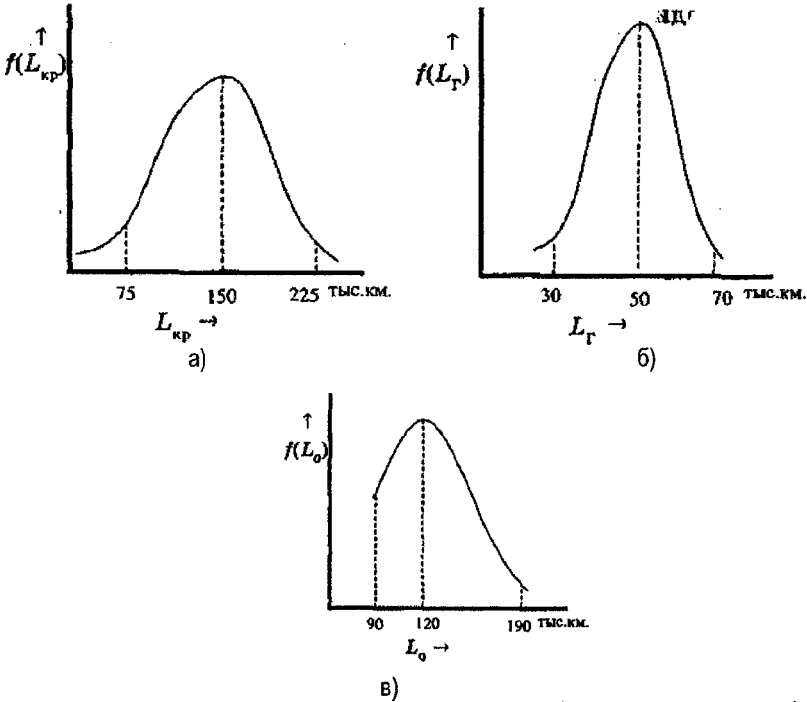 ↑
f(Lкр)
75 150 225 тыс.км.
Lкр →
а)
↑
f(LГ)
30 50 70 тыс.км.
LГ →
б)
↑
f(Lо)
90 120 190 тыс.км.
Lо →
в)